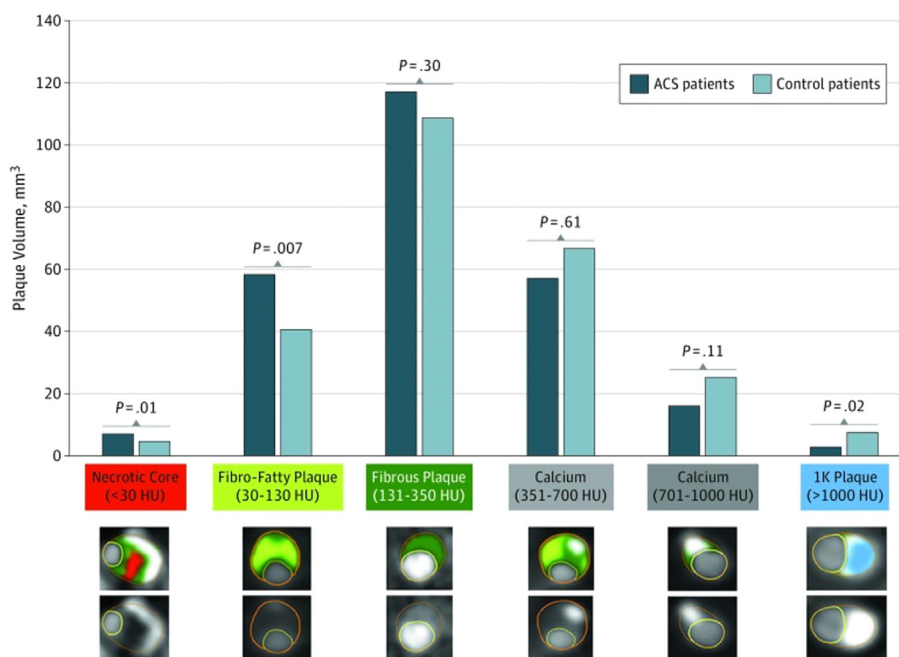 140
120
100
80
60
40
20
0
Plaque Volume, mm³
ACS patients
Control patients
P = .01
P = .007
P = .30
P = .61
P = .11
P = .02
Necrotic Core
(<30 HU)
Fibro-Fatty Plaque
(30-130 HU)
Fibrous Plaque
(131-350 HU)
Calcium
(351-700 HU)
Calcium
(701-1000 HU)
1K Plaque
(>1000 HU)